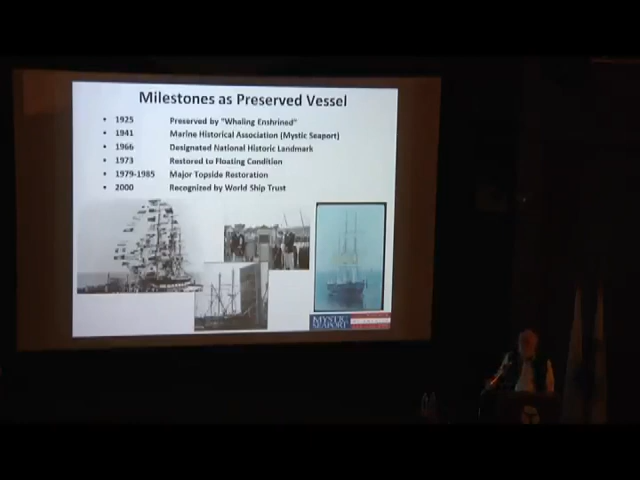 Milestones as Preserved Vessel
• 1925 Preserved by "Whaling Enshrined"
• 1941 Marine Historical Association (Mystic Seaport)
• 1966 Designated National Historic Landmark
• 1973 Restored to Floating Condition
• 1979-1985 Major Topside Restoration
• 2000 Recognized by World Ship Trust
MYSTIC
SEAPORT